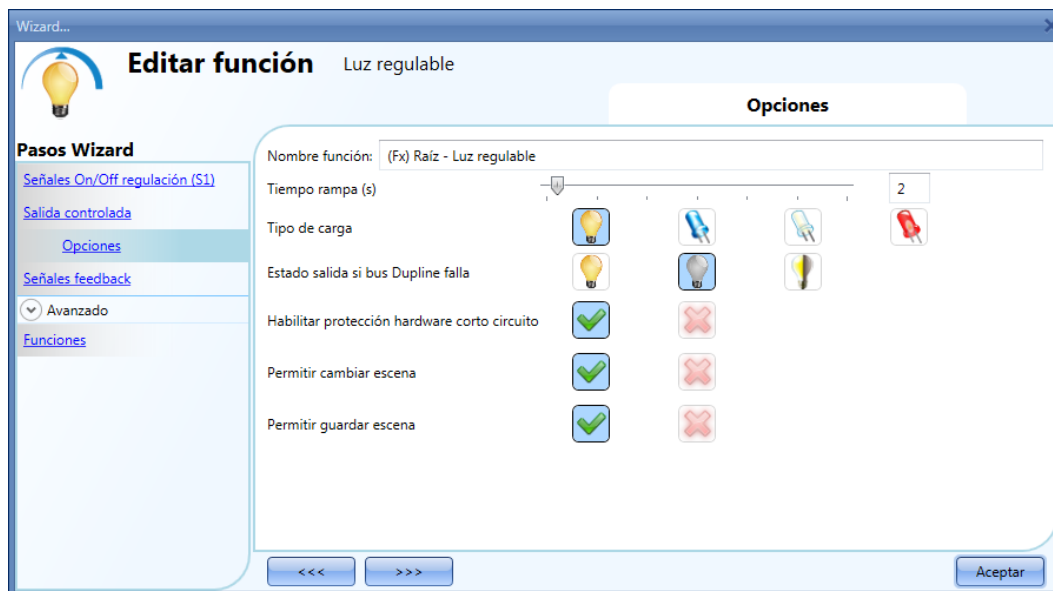 Wizard...
Editar función Luz regulable
Opciones
Pasos Wizard
Señales On/Off regulación (S1)
Salida controlada
Opciones
Señales feedback
Avanzado
Funciones
Nombre función: (Fx) Raíz - Luz regulable
Tiempo rampa (s) 2
Tipo de carga
Estado salida si bus Dupline falla
Habilitar protección hardware corto circuito
Permitir cambiar escena
Permitir guardar escena
<<< >>> Aceptar